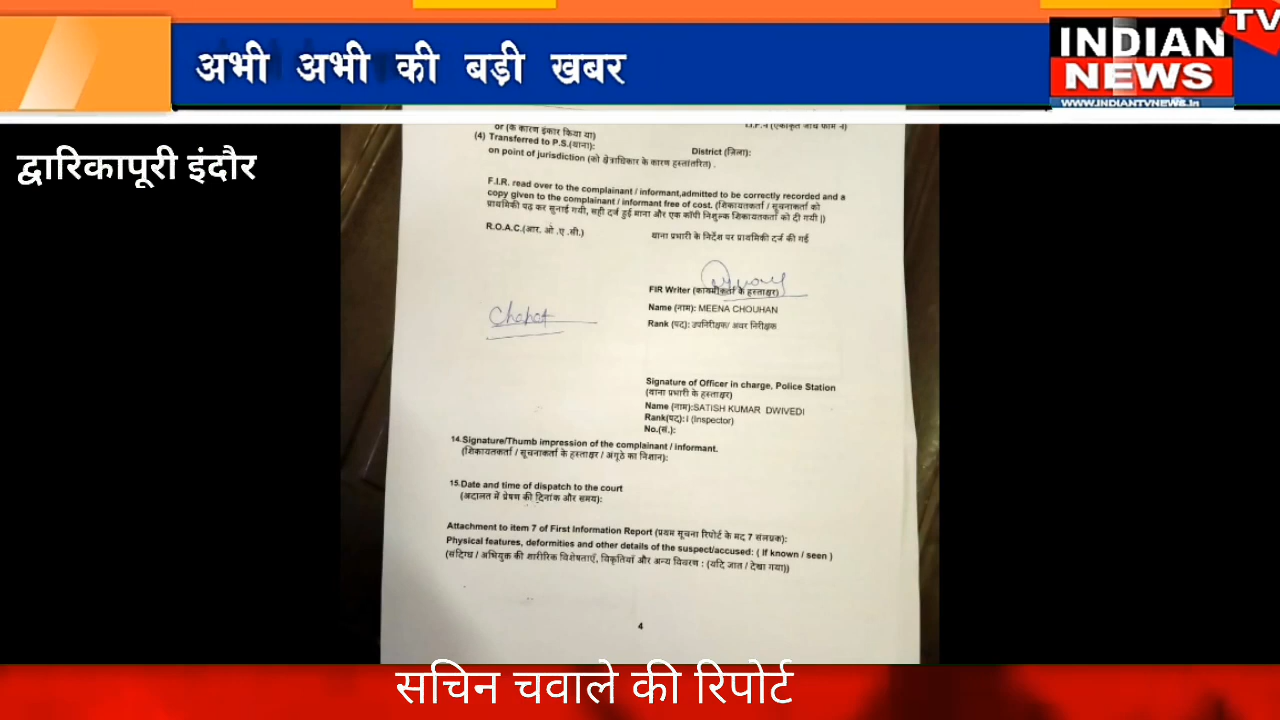 अभी अभी की बड़ी खबर
TV
INDIAN
NEWS
WWW.INDIANTVNEWS.in
द्वारिकापूरी इंदौर
or (के कारण इंकार किया या)
(4) Transferred to P.S.(थाना):
District (जिला):
on point of jurisdiction (को क्षेत्राधिकार के कारण हस्तांतरित) .
F.I.R. read over to the complainant / informant,admitted to be correctly recorded and a
copy given to the complainant / informant free of cost. (शिकायतकर्ता / सूचनाकर्ता को
प्राथमिकी पढ़ कर सुनाई गयी, सही दर्ज हुई माना और एक कॉपी निशुल्क शिकायतकर्ता को दी गयी |)
R.O.A.C.(आर. ओ .ए .सी.)
थाना प्रभारी के निर्देश पर प्राथमिकी दर्ज की गई
FIR Writer (कायमीकर्ता के हस्ताक्षर)
Name (नाम): MEENA CHOUHAN
Rank (पद): उपनिरीक्षक/ अवर निरीक्षक
Chahat
Signature of Officer in charge, Police Station
(थाना प्रभारी के हस्ताक्षर)
Name (नाम):SATISH KUMAR DWIVEDI
Rank(पद): I (Inspector)
No.(सं.):
14.Signature/Thumb impression of the complainant / informant.
(शिकायतकर्ता / सूचनाकर्ता के हस्ताक्षर / अंगूठे का निशान):
15.Date and time of dispatch to the court
(अदालत में प्रेषण की दिनांक और समय):
Attachment to item 7 of First Information Report (प्रथम सूचना रिपोर्ट के मद 7 संलग्नक):
Physical features, deformities and other details of the suspect/accused: ( If known / seen )
(संदिग्ध / अभियुक्त की शारीरिक विशेषताएँ, विकृतियाँ और अन्य विवरण : (यदि ज्ञात / देखा गया))
4
सचिन चवाले की रिपोर्ट